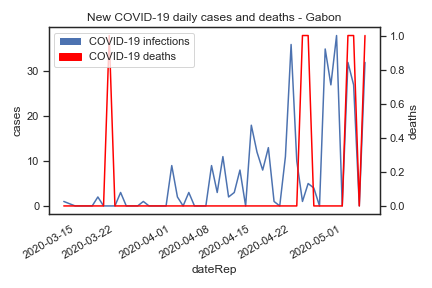 New COVID-19 daily cases and deaths - Gabon
COVID-19 infections
COVID-19 deaths
cases
30
20
10
0
deaths
1.0
0.8
0.6
0.4
0.2
0.0
2020-03-15
2020-03-22
2020-04-01
2020-04-08
2020-04-15
2020-04-22
2020-05-01
dateRep